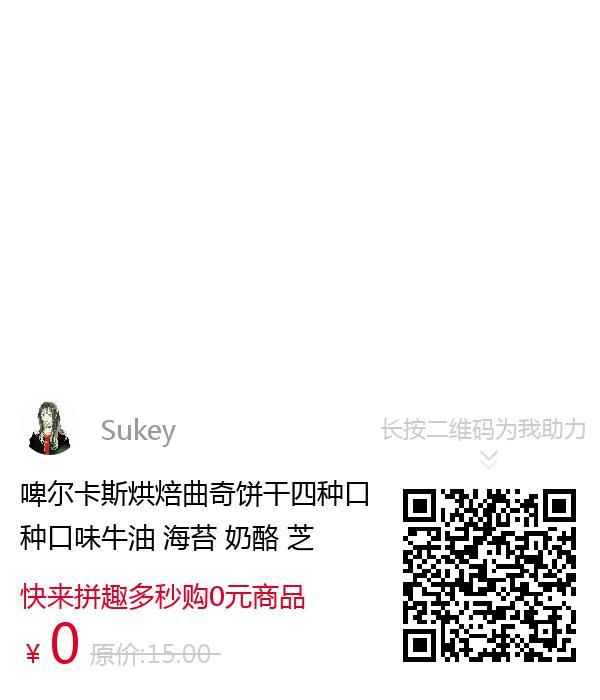 Sukey
长按二维码为我助力
啤尔卡斯烘焙曲奇饼干四种口
种口味牛油 海苔 奶酪 芝
快来拼趣多秒购0元商品
¥ 0 原价:15.00